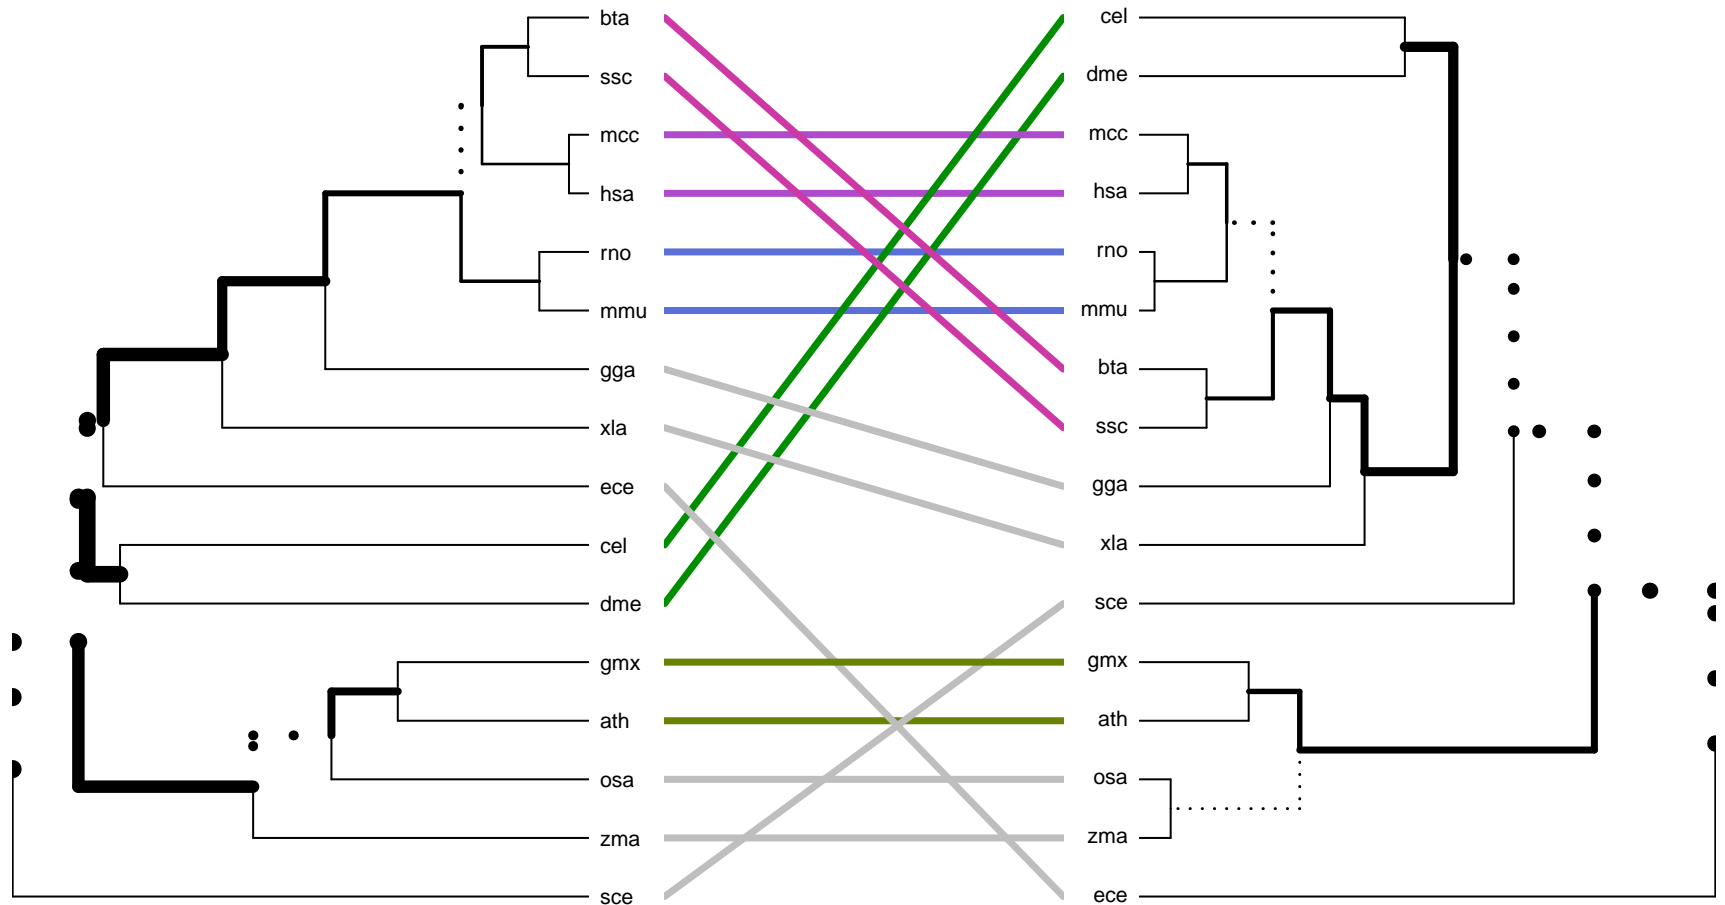 bta cel
ssc dme
mcc mcc
hsa hsa
rno rno
mmu mmu
gga bta
xla ssc
ece gga
cel xla
dme sce
gmx gmx
ath ath
osa osa
zma zma
sce ece